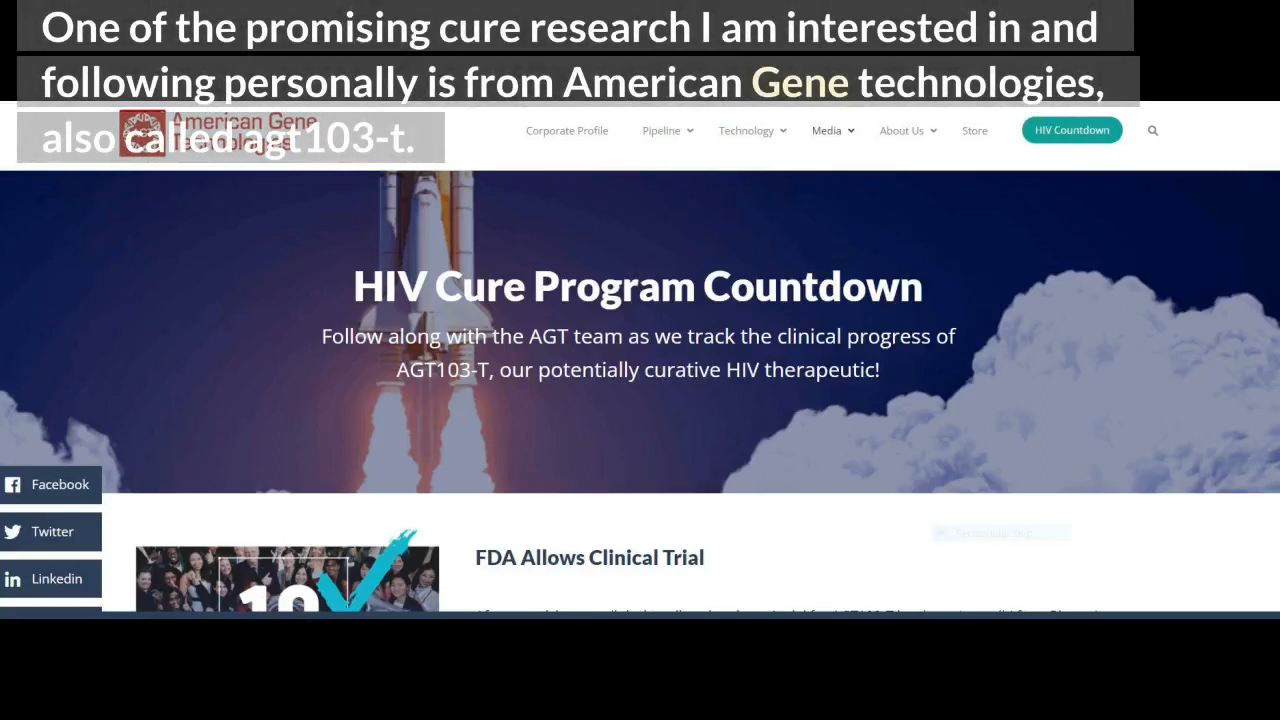 One of the promising cure research I am interested in and
following personally is from American Gene technologies,
also called agt103-t.
American Gene
Corporate Profile Pipeline Technology Media About Us Store HIV Countdown
HIV Cure Program Countdown
Follow along with the AGT team as we track the clinical progress of
AGT103-T, our potentially curative HIV therapeutic!
Facebook
Twitter
Linkedin
10
FDA Allows Clinical Trial